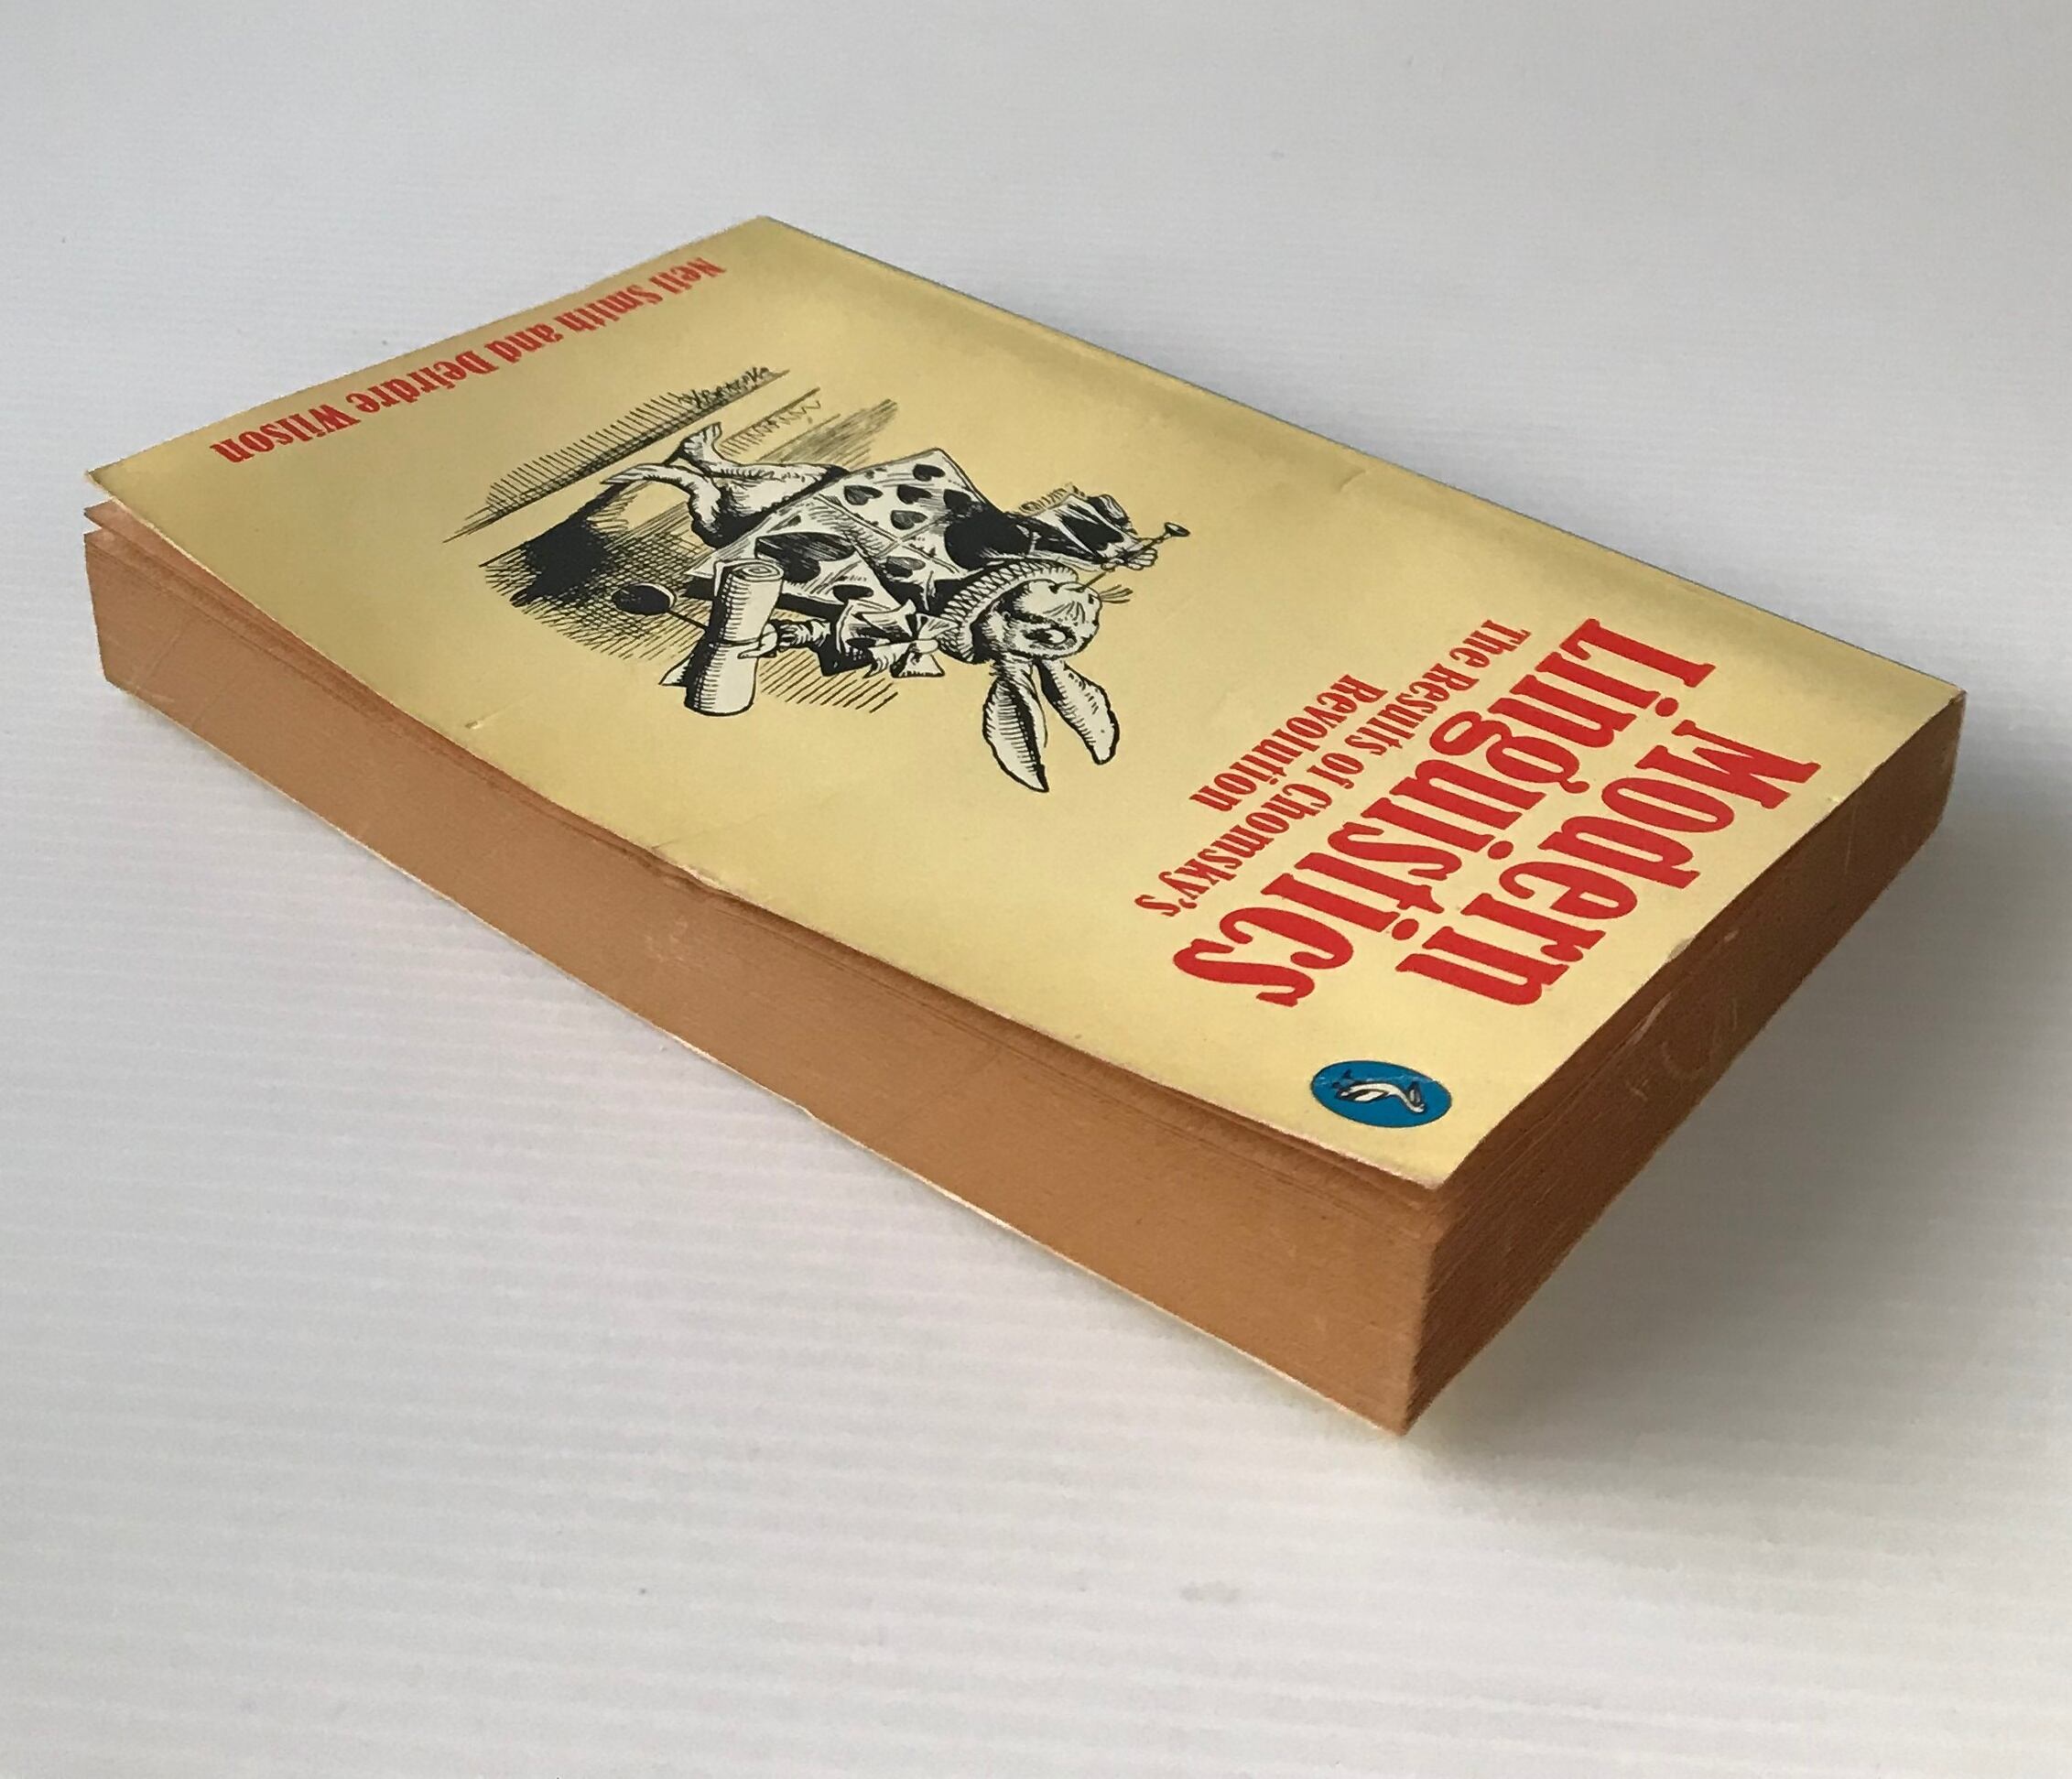 Modern
Linguistics
The Results of Chomsky's
Revolution
Neil Smith and Deirdre Wilson